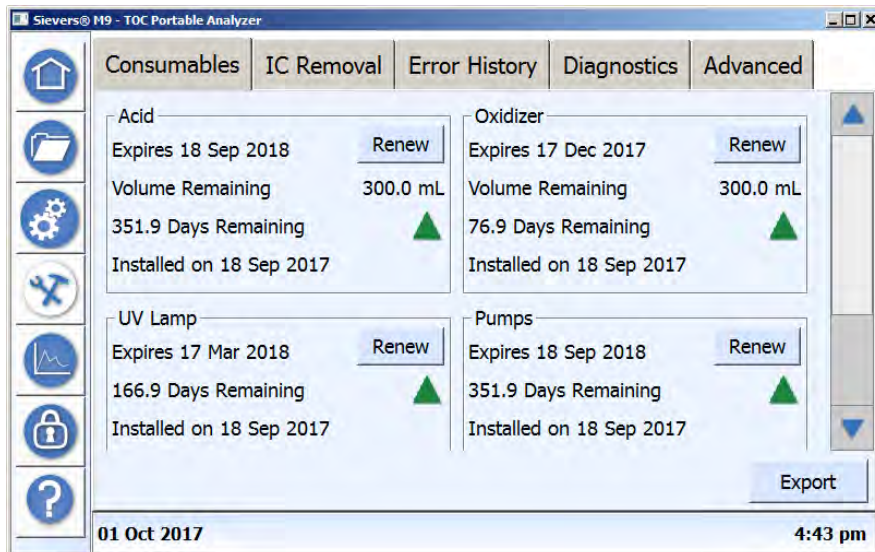 Sievers® M9 - TOC Portable Analyzer
Consumables
IC Removal
Error History
Diagnostics
Advanced
Acid
Expires 18 Sep 2018
Renew
Volume Remaining 300.0 mL
351.9 Days Remaining
Installed on 18 Sep 2017
Oxidizer
Expires 17 Dec 2017
Renew
Volume Remaining 300.0 mL
76.9 Days Remaining
Installed on 18 Sep 2017
UV Lamp
Expires 17 Mar 2018
Renew
166.9 Days Remaining
Installed on 18 Sep 2017
Pumps
Expires 18 Sep 2018
Renew
351.9 Days Remaining
Installed on 18 Sep 2017
Export
01 Oct 2017
4:43 pm